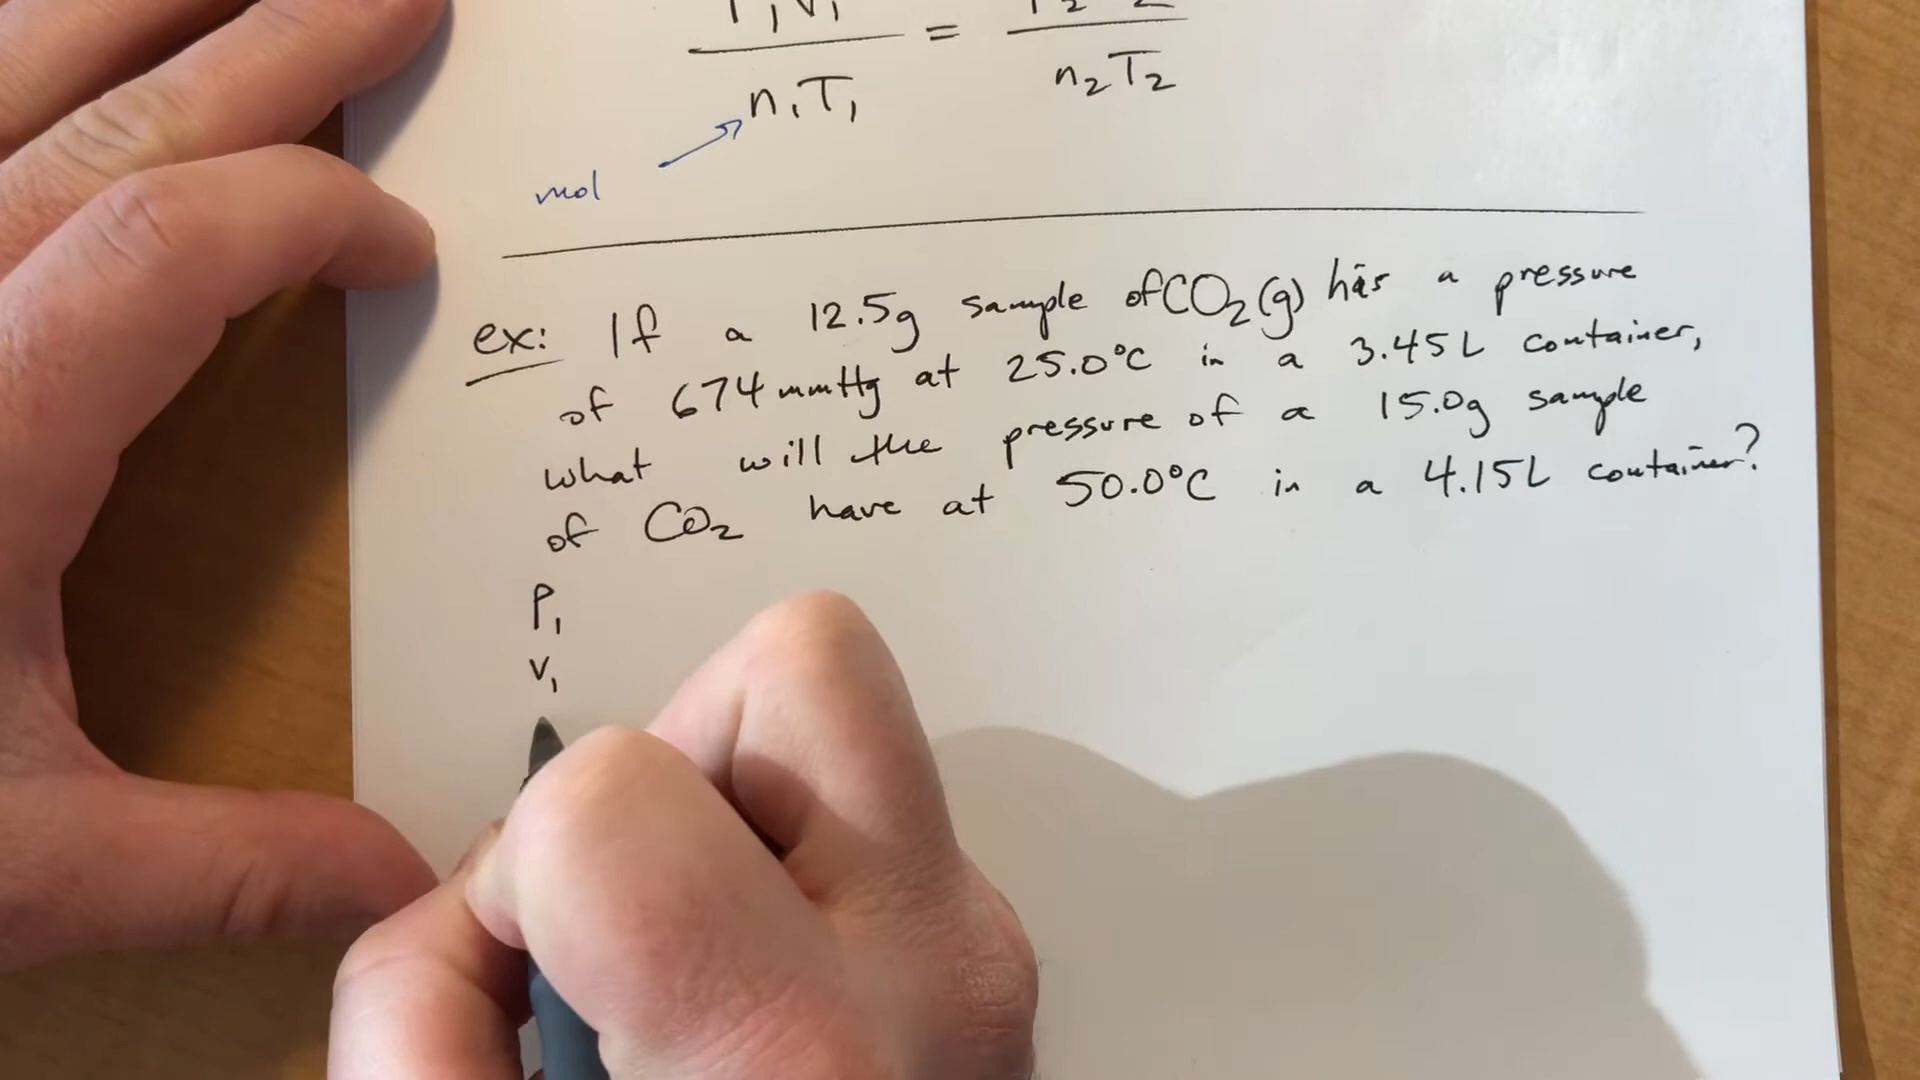 P₁V₁ / n₁T₁ = P₂V₂ / n₂T₂
mol
ex: If a 12.5g sample of CO₂(g) has a pressure
of 674 mmHg at 25.0°C in a 3.45L container,
what will the pressure of a 15.0g sample
of CO₂ have at 50.0°C in a 4.15L container?
P₁
V₁